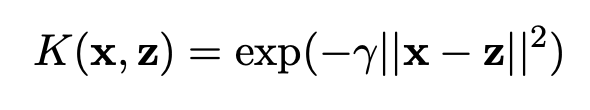 K(x, z) = exp(−γ||x − z||²)